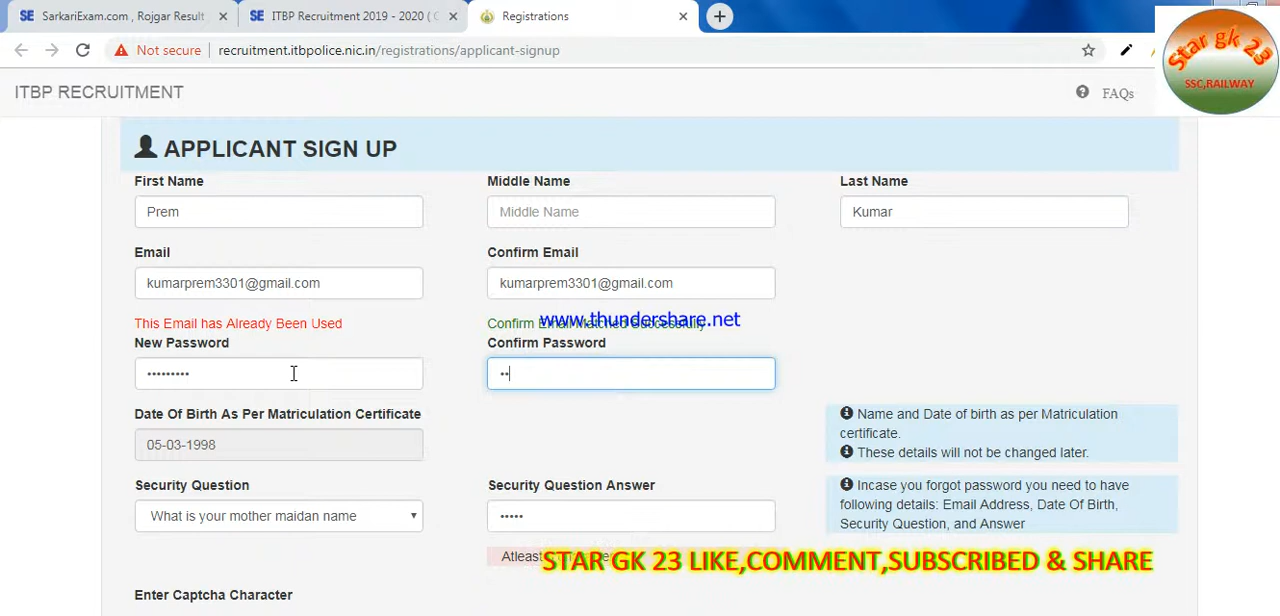 SarkariExam.com , Rojgar Result
ITBP Recruitment 2019 - 2020 (
Registrations
Not secure
recruitment.itbpolice.nic.in/registrations/applicant-signup
Star gk 23
SSC,RAILWAY
ITBP RECRUITMENT
FAQs
APPLICANT SIGN UP
First Name
Middle Name
Last Name
Prem
Middle Name
Kumar
Email
Confirm Email
kumarprem3301@gmail.com
kumarprem3301@gmail.com
This Email has Already Been Used
Confirm Email Matched Successfully
www.thundershare.net
New Password
Confirm Password
Date Of Birth As Per Matriculation Certificate
05-03-1998
Name and Date of birth as per Matriculation
certificate.
These details will not be changed later.
Security Question
Security Question Answer
What is your mother maidan name
Incase you forgot password you need to have
following details: Email Address, Date Of Birth,
Security Question, and Answer
Atleast
STAR GK 23 LIKE,COMMENT,SUBSCRIBED & SHARE
Enter Captcha Character